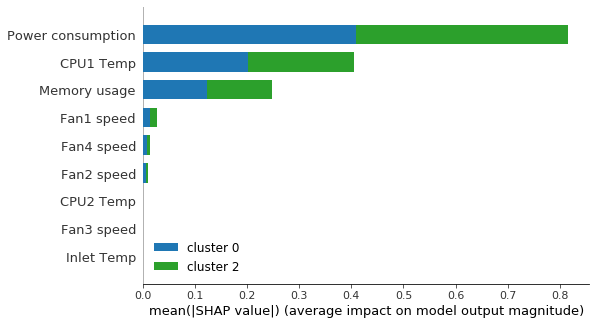 Power consumption
CPU1 Temp
Memory usage
Fan1 speed
Fan4 speed
Fan2 speed
CPU2 Temp
Fan3 speed
Inlet Temp
cluster 0
cluster 2
0.0 0.1 0.2 0.3 0.4 0.5 0.6 0.7 0.8
mean(|SHAP value|) (average impact on model output magnitude)